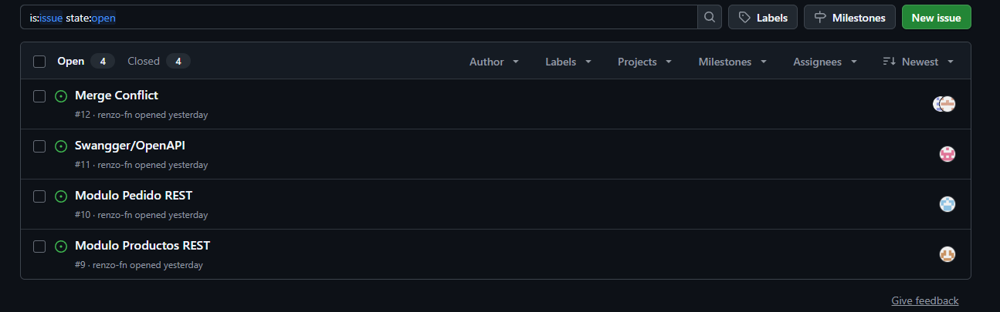 is:issue state:open
Labels
Milestones
New issue
Open 4 Closed 4 Author Labels Projects Milestones Assignees Newest
Merge Conflict
#12 · renzo-fn opened yesterday
Swangger/OpenAPI
#11 · renzo-fn opened yesterday
Modulo Pedido REST
#10 · renzo-fn opened yesterday
Modulo Productos REST
#9 · renzo-fn opened yesterday
Give feedback